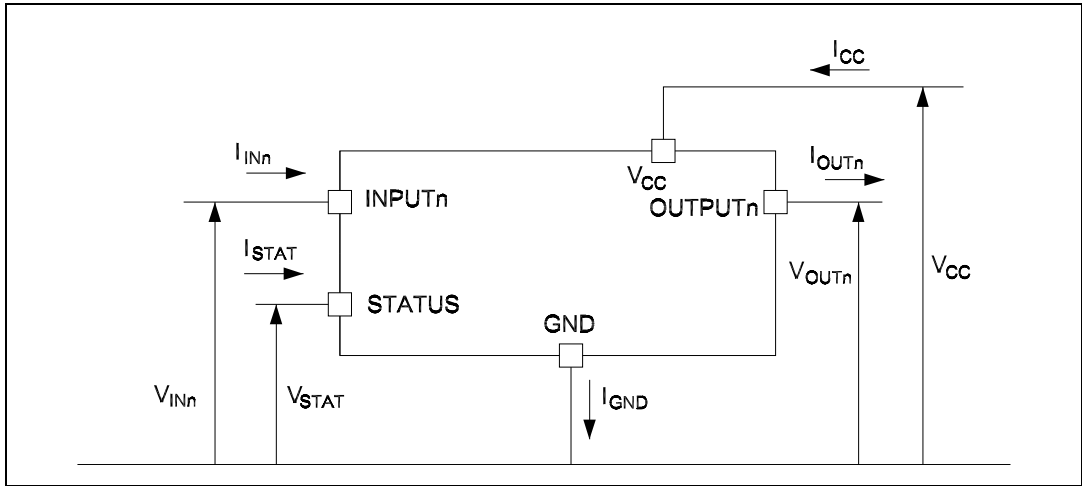 ICC
IINn
VCC
IOUTn
INPUTn
OUTPUTn
ISTAT
VOUTn
VCC
STATUS
GND
VINn
VSTAT
IGND